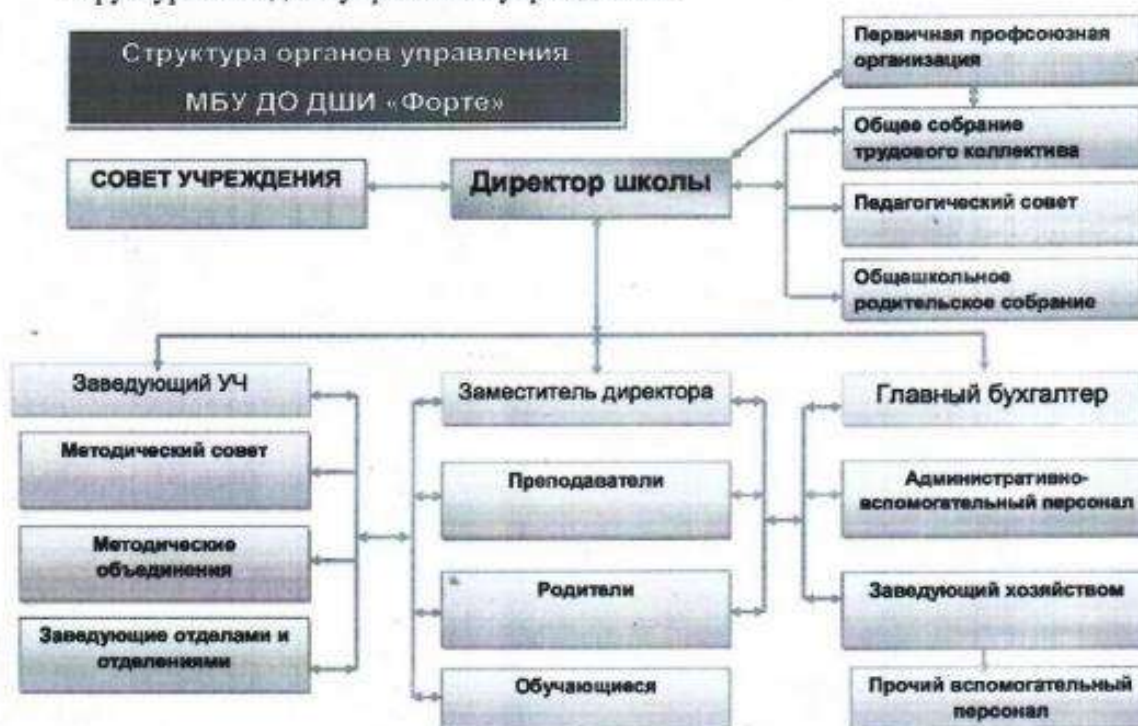 Структура органов управления
МБУ ДО ДШИ «Форте»
Первичная профсоюзная
организация
Общее собрание
трудового коллектива
СОВЕТ УЧРЕЖДЕНИЯ
Директор школы
Педагогический совет
Общешкольное
родительское собрание
Заведующий УЧ
Заместитель директора
Главный бухгалтер
Методический совет
Преподаватели
Административно-
вспомогательный персонал
Методические
объединения
Родители
Заведующий хозяйством
Заведующие отделами и
отделениями
Обучающиеся
Прочий вспомогательный
персонал